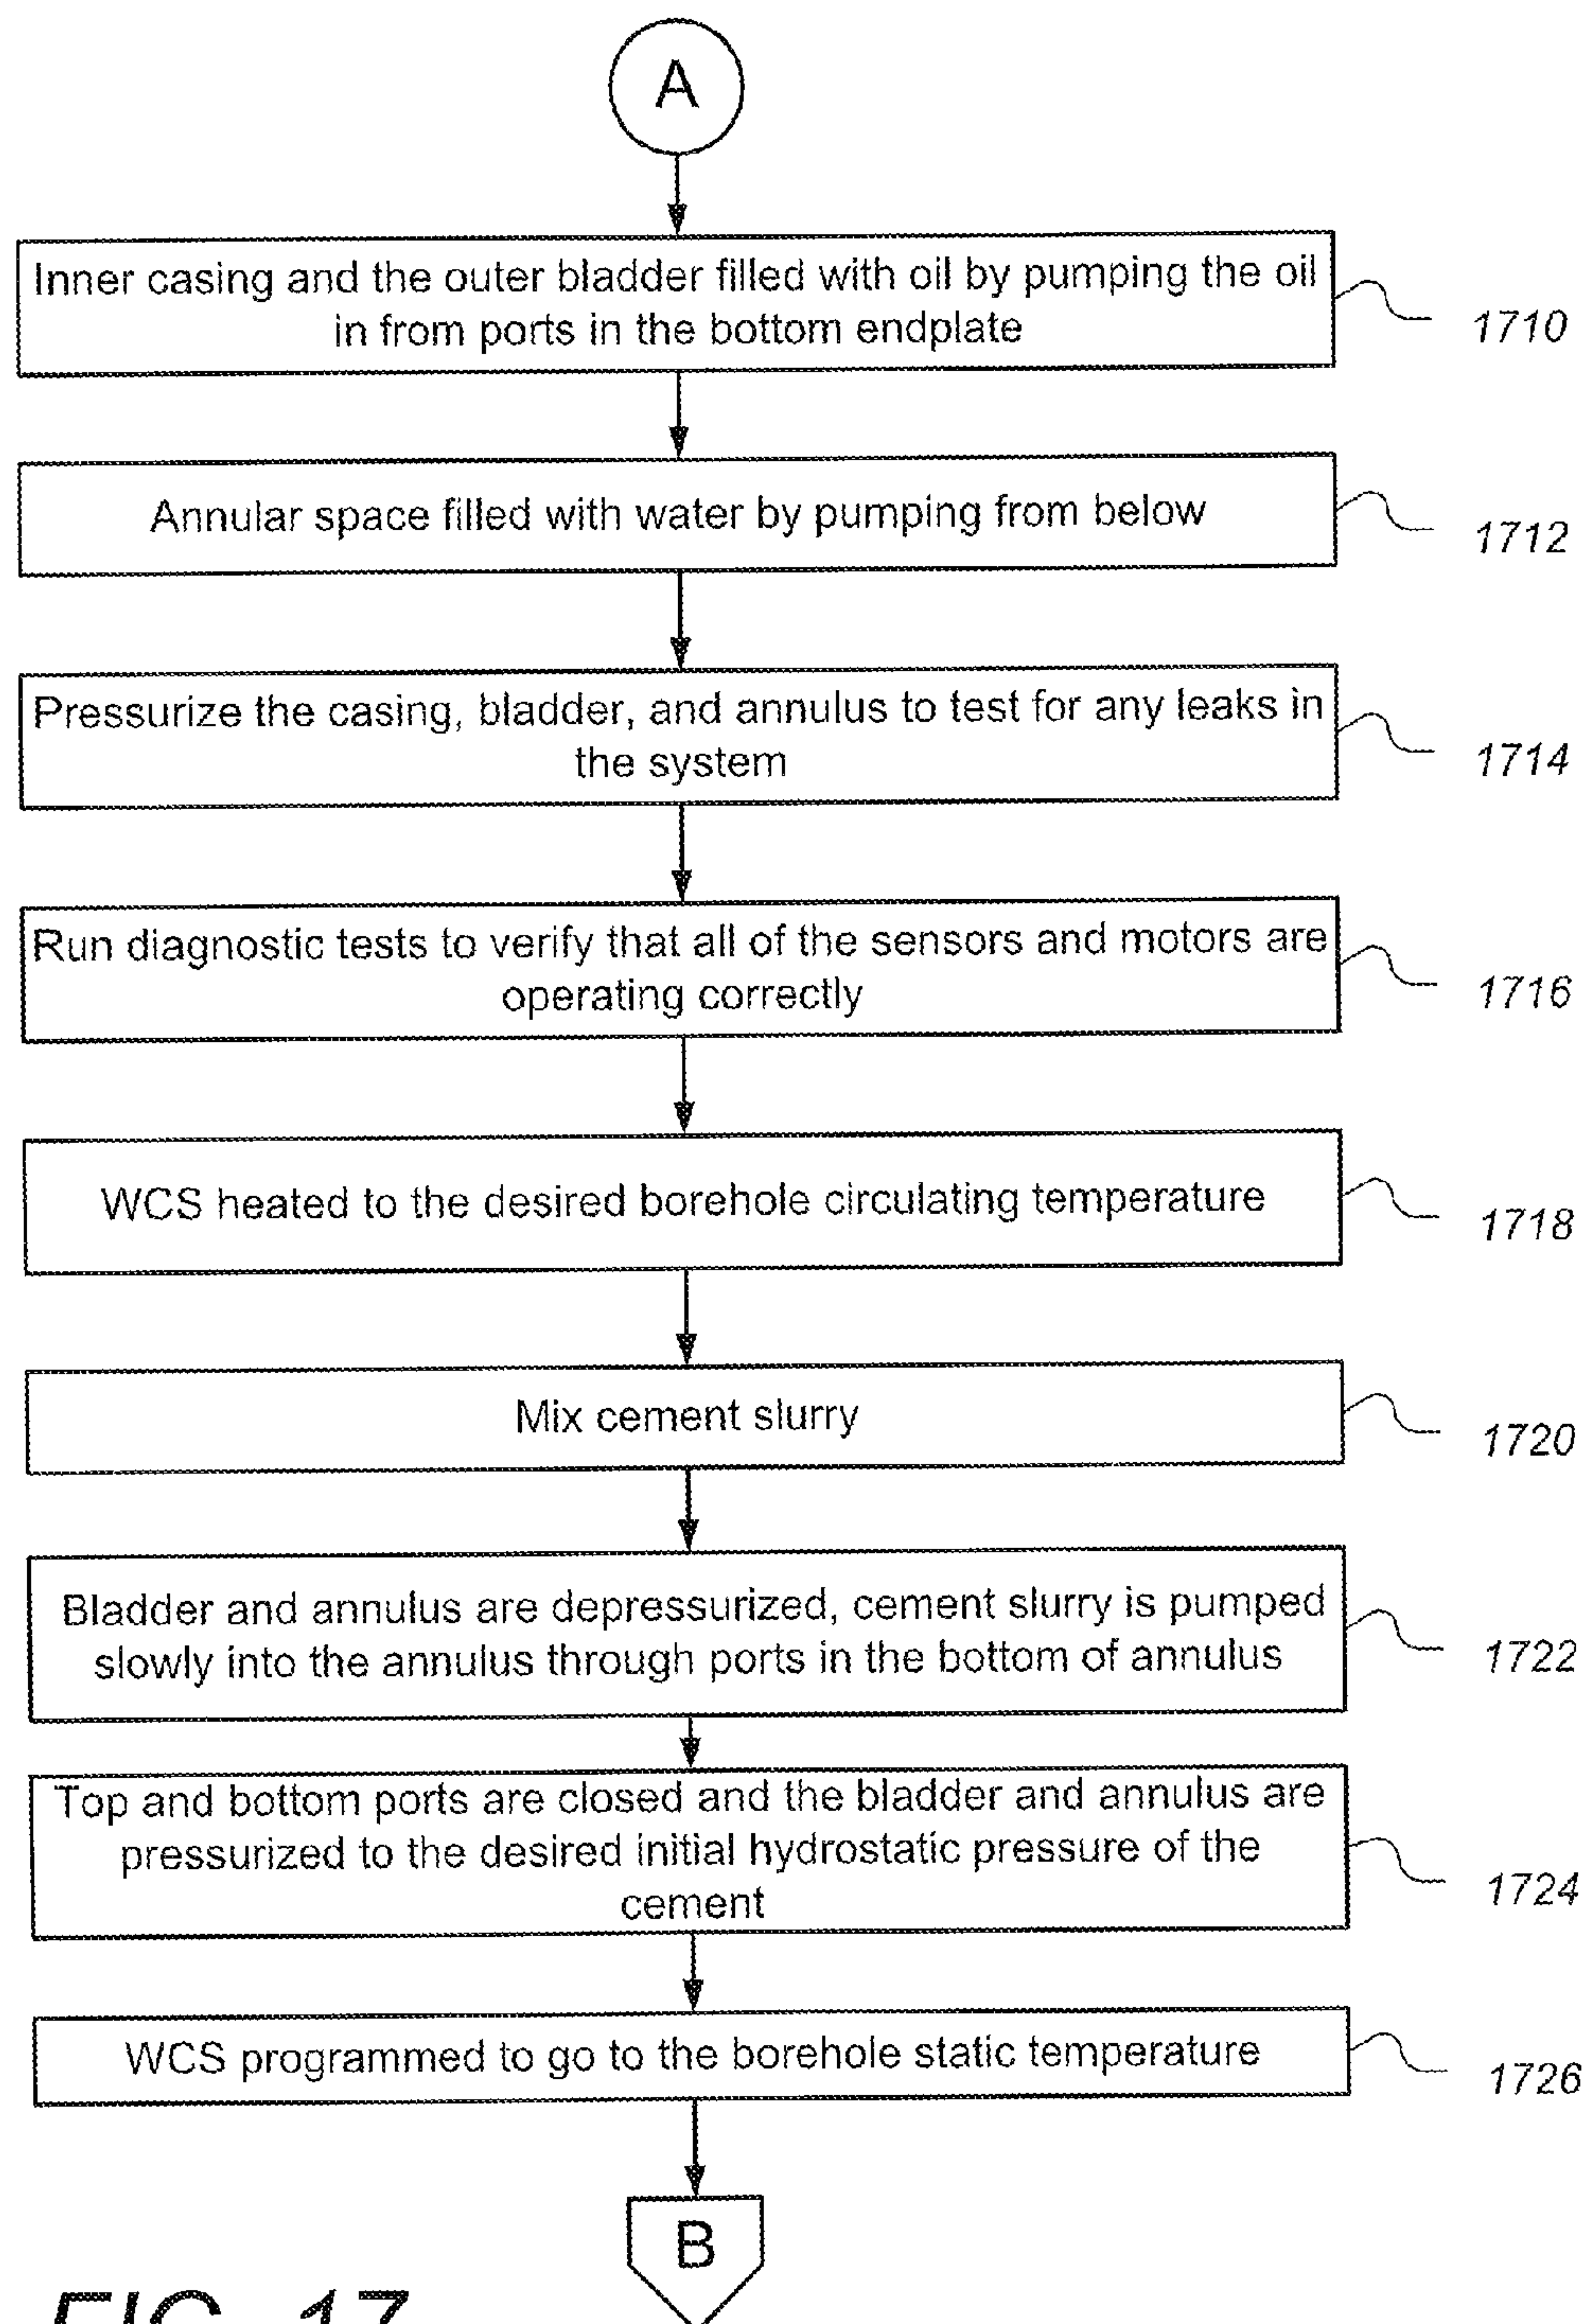 A
Inner casing and the outer bladder filled with oil by pumping the oil
in from ports in the bottom endplate
1710
Annular space filled with water by pumping from below
1712
Pressurize the casing, bladder, and annulus to test for any leaks in
the system
1714
Run diagnostic tests to verify that all of the sensors and motors are
operating correctly
1716
WCS heated to the desired borehole circulating temperature
1718
Mix cement slurry
1720
Bladder and annulus are depressurized, cement slurry is pumped
slowly into the annulus through ports in the bottom of annulus
1722
Top and bottom ports are closed and the bladder and annulus are
pressurized to the desired initial hydrostatic pressure of the
cement
1724
WCS programmed to go to the borehole static temperature
1726
B
FIG. 17